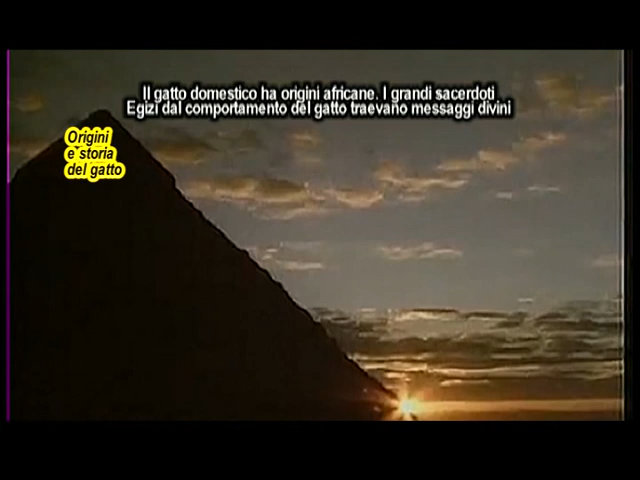 Il gatto domestico ha origini africane. I grandi sacerdoti
Egizi dal comportamento del gatto traevano messaggi divini
Origini
e storia
del gatto